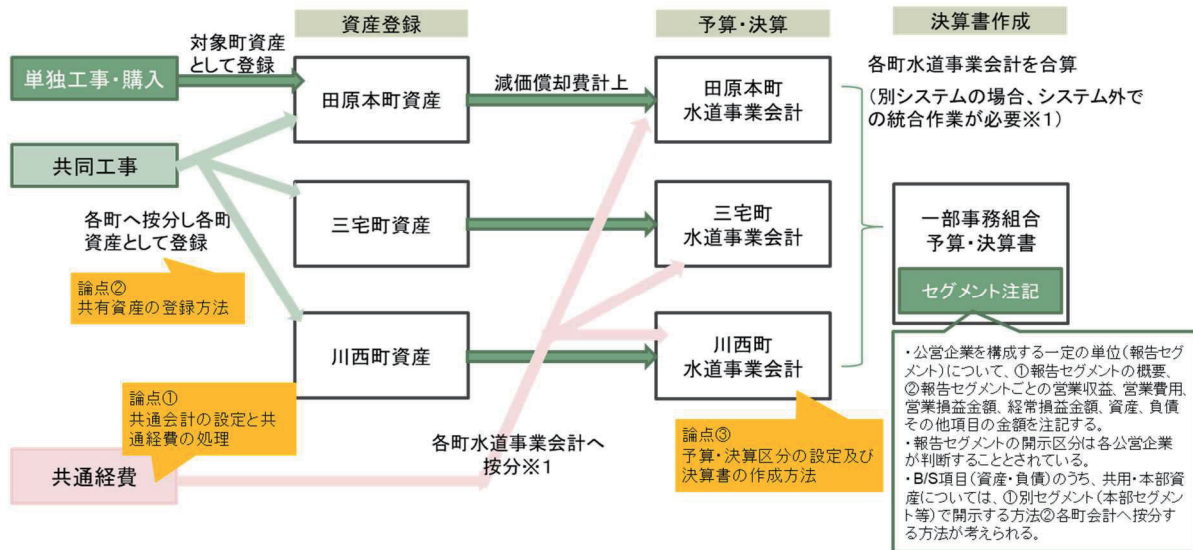 資産登録
予算・決算
決算書作成
単独工事・購入
対象町資産
として登録
田原本町資産
減価償却費計上
田原本町
水道事業会計
各町水道事業会計を合算
（別システムの場合、システム外で
の統合作業が必要※1）
共同工事
各町へ按分し各町
資産として登録
三宅町資産
三宅町
水道事業会計
一部事務組合
予算・決算書
セグメント注記
論点②
共有資産の登録方法
川西町資産
川西町
水道事業会計
論点①
共通会計の設定と共
通経費の処理
共通経費
各町水道事業会計へ
按分※1
論点③
予算・決算区分の設定及び
決算書の作成方法
・公営企業を構成する一定の単位（報告セグ
メント）について、①報告セグメントの概要、
②報告セグメントごとの営業収益、営業費用、
営業損益金額、経常損益金額、資産、負債
その他項目の金額を注記する。
・報告セグメントの開示区分は各公営企業
が判断することとされている。
・B/S項目（資産・負債）のうち、共用・本部資
産については、①別セグメント（本部セグメン
ト等）で開示する方法②各町会計へ按分す
る方法が考えられる。